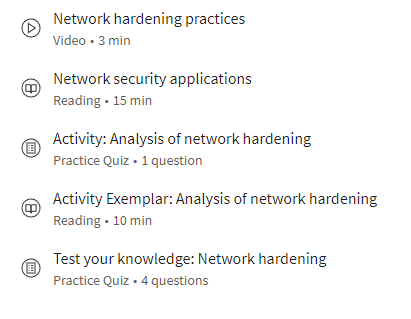 Network hardening practices
Video • 3 min
Network security applications
Reading • 15 min
Activity: Analysis of network hardening
Practice Quiz • 1 question
Activity Exemplar: Analysis of network hardening
Reading • 10 min
Test your knowledge: Network hardening
Practice Quiz • 4 questions